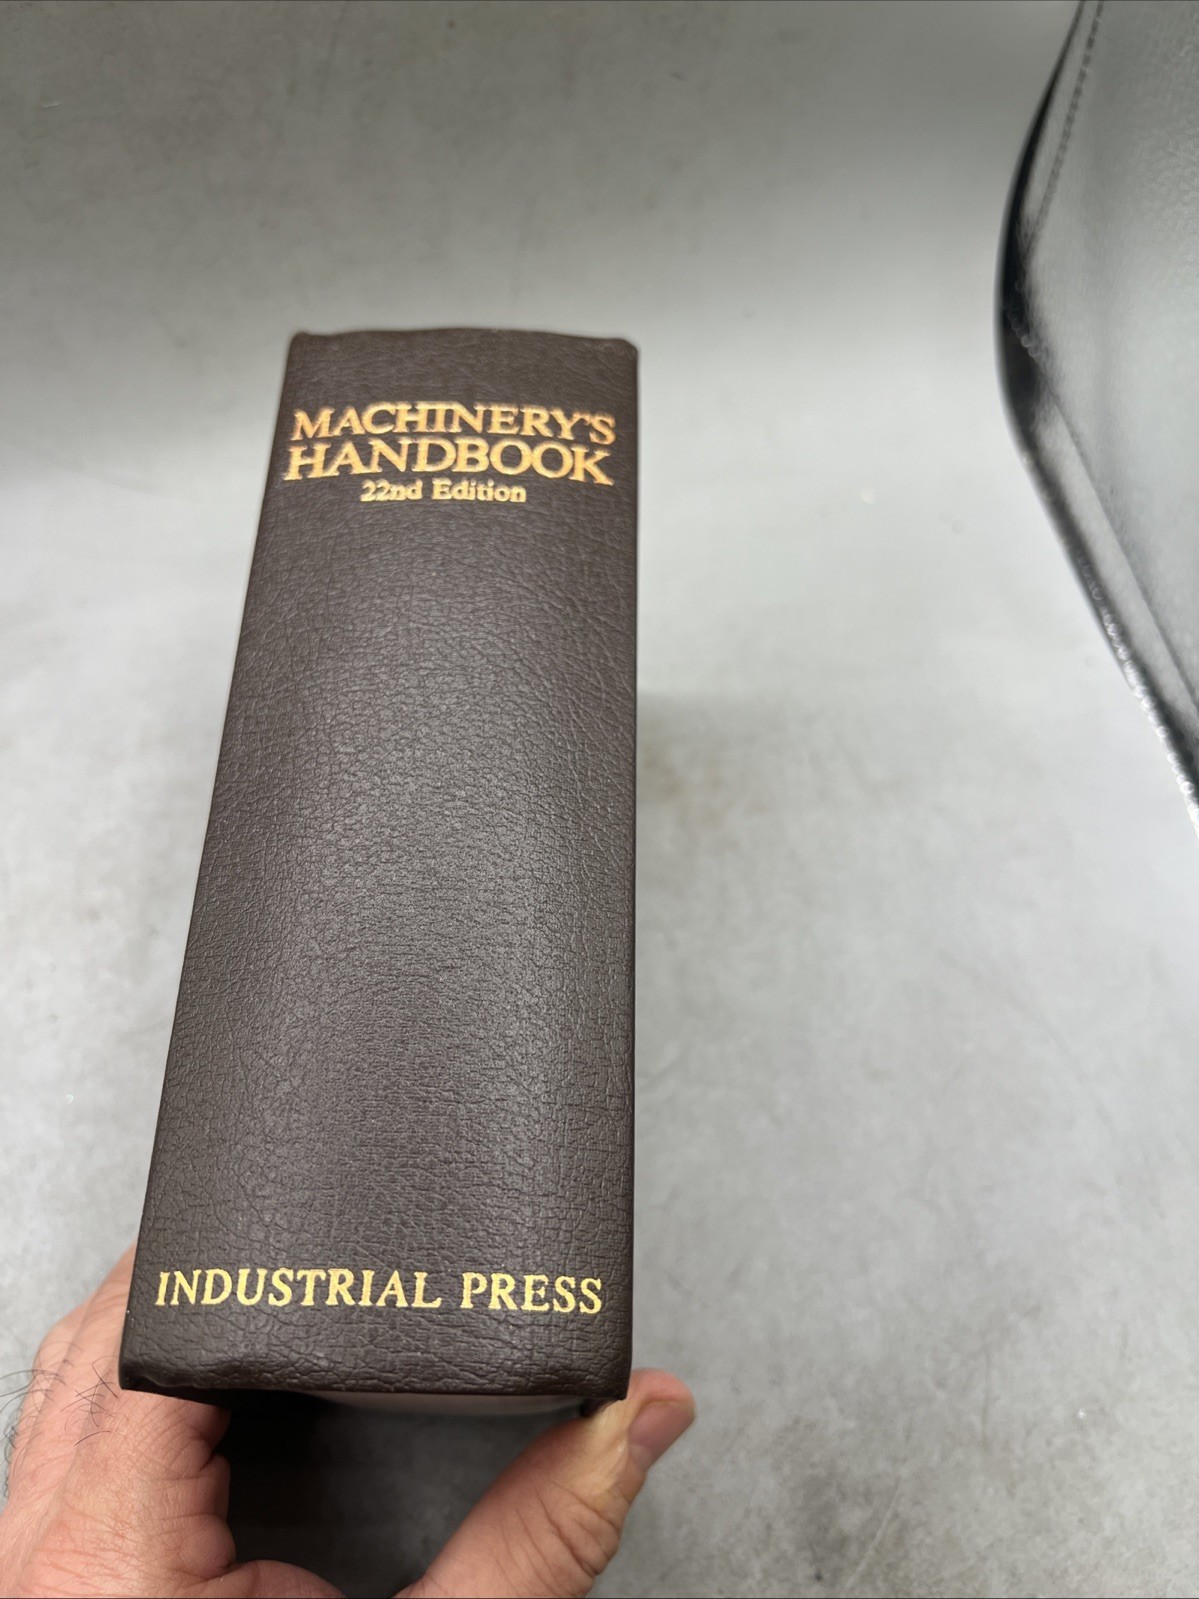 MACHINERY'S
HANDBOOK
22nd Edition
INDUSTRIAL PRESS